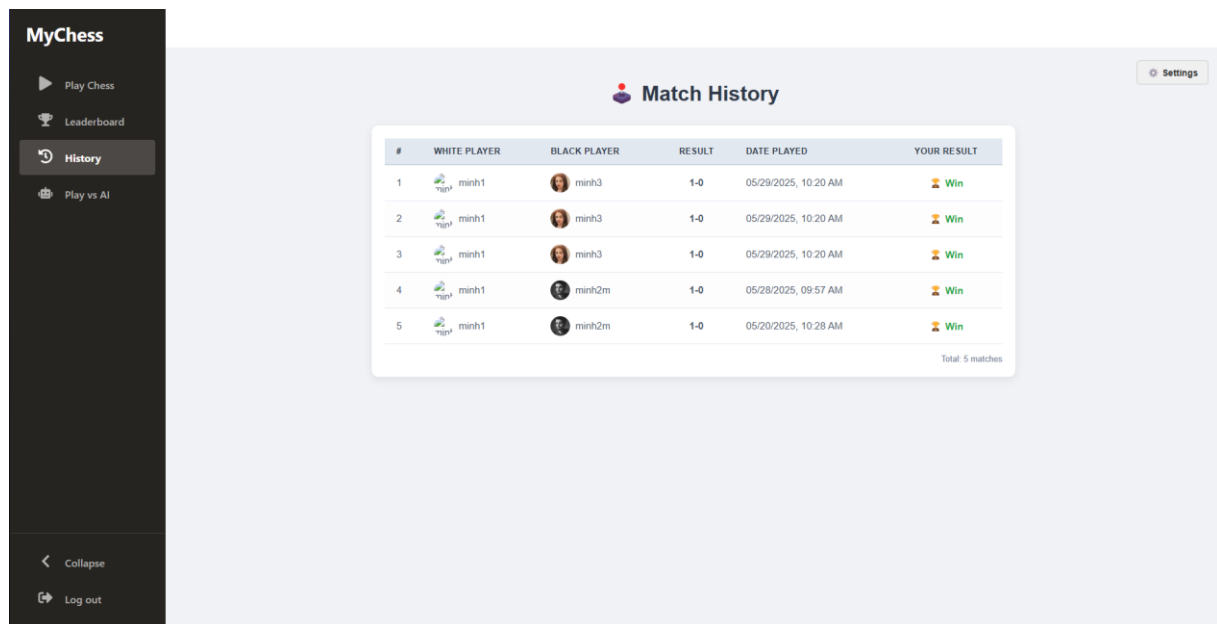 MyChess
Play Chess
Leaderboard
History
Play vs AI
Collapse
Log out
Settings
Match History
# WHITE PLAYER BLACK PLAYER RESULT DATE PLAYED YOUR RESULT
1 minh1 minh3 1-0 05/29/2025, 10:20 AM Win
2 minh1 minh3 1-0 05/29/2025, 10:20 AM Win
3 minh1 minh3 1-0 05/29/2025, 10:20 AM Win
4 minh1 minh2m 1-0 05/28/2025, 09:57 AM Win
5 minh1 minh2m 1-0 05/20/2025, 10:28 AM Win
Total: 5 matches